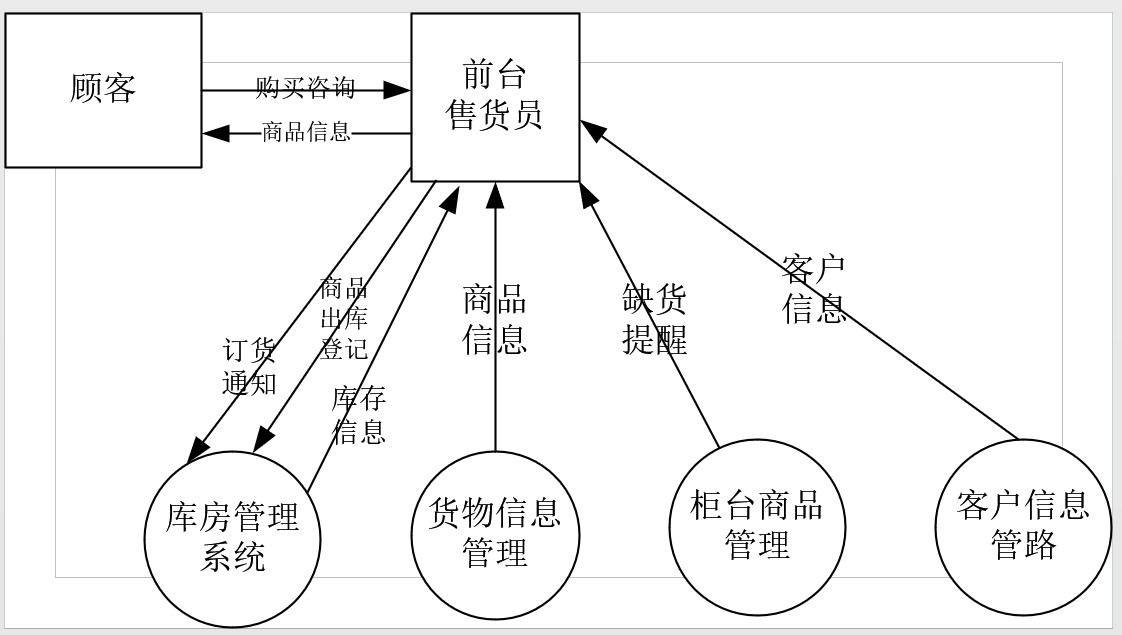 顾客
购买咨询
商品信息
前台
售货员
订货
通知
商品
出库
登记
库存
信息
商品
信息
缺货
提醒
客户
信息
库房管理
系统
货物信息
管理
柜台商品
管理
客户信息
管路